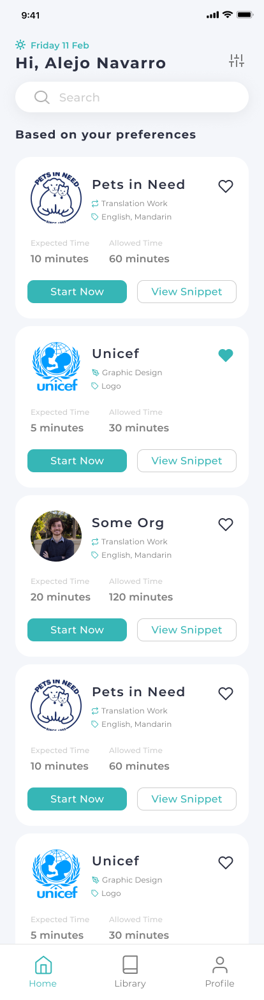 9:41
Friday 11 Feb
Hi, Alejo Navarro
Search
Based on your preferences
PETS IN NEED
SINCE 1965
Pets in Need
Translation Work
English, Mandarin
Expected Time
Allowed Time
10 minutes
60 minutes
Start Now
View Snippet
unicef
Unicef
Graphic Design
Logo
Expected Time
Allowed Time
5 minutes
30 minutes
Start Now
View Snippet
Some Org
Translation Work
English, Mandarin
Expected Time
Allowed Time
20 minutes
120 minutes
Start Now
View Snippet
PETS IN NEED
SINCE 1965
Pets in Need
Translation Work
English, Mandarin
Expected Time
Allowed Time
10 minutes
60 minutes
Start Now
View Snippet
unicef
Unicef
Graphic Design
Logo
Expected Time
Allowed Time
5 minutes
30 minutes
Home
Library
Profile